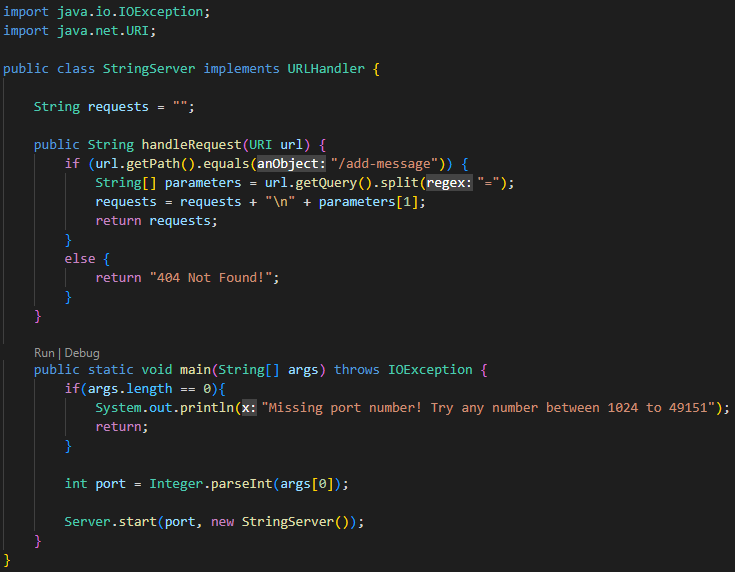 import java.io.IOException;
import java.net.URI;

public class StringServer implements URLHandler {

    String requests = "";

    public String handleRequest(URI url) {
        if (url.getPath().equals(anObject: "/add-message")) {
            String[] parameters = url.getQuery().split(regex: "=");
            requests = requests + "\n" + parameters[1];
            return requests;
        }
        else {
            return "404 Not Found!";
        }
    }

    Run | Debug
    public static void main(String[] args) throws IOException {
        if(args.length == 0){
            System.out.println(x: "Missing port number! Try any number between 1024 to 49151");
            return;
        }

        int port = Integer.parseInt(args[0]);

        Server.start(port, new StringServer());
    }
}